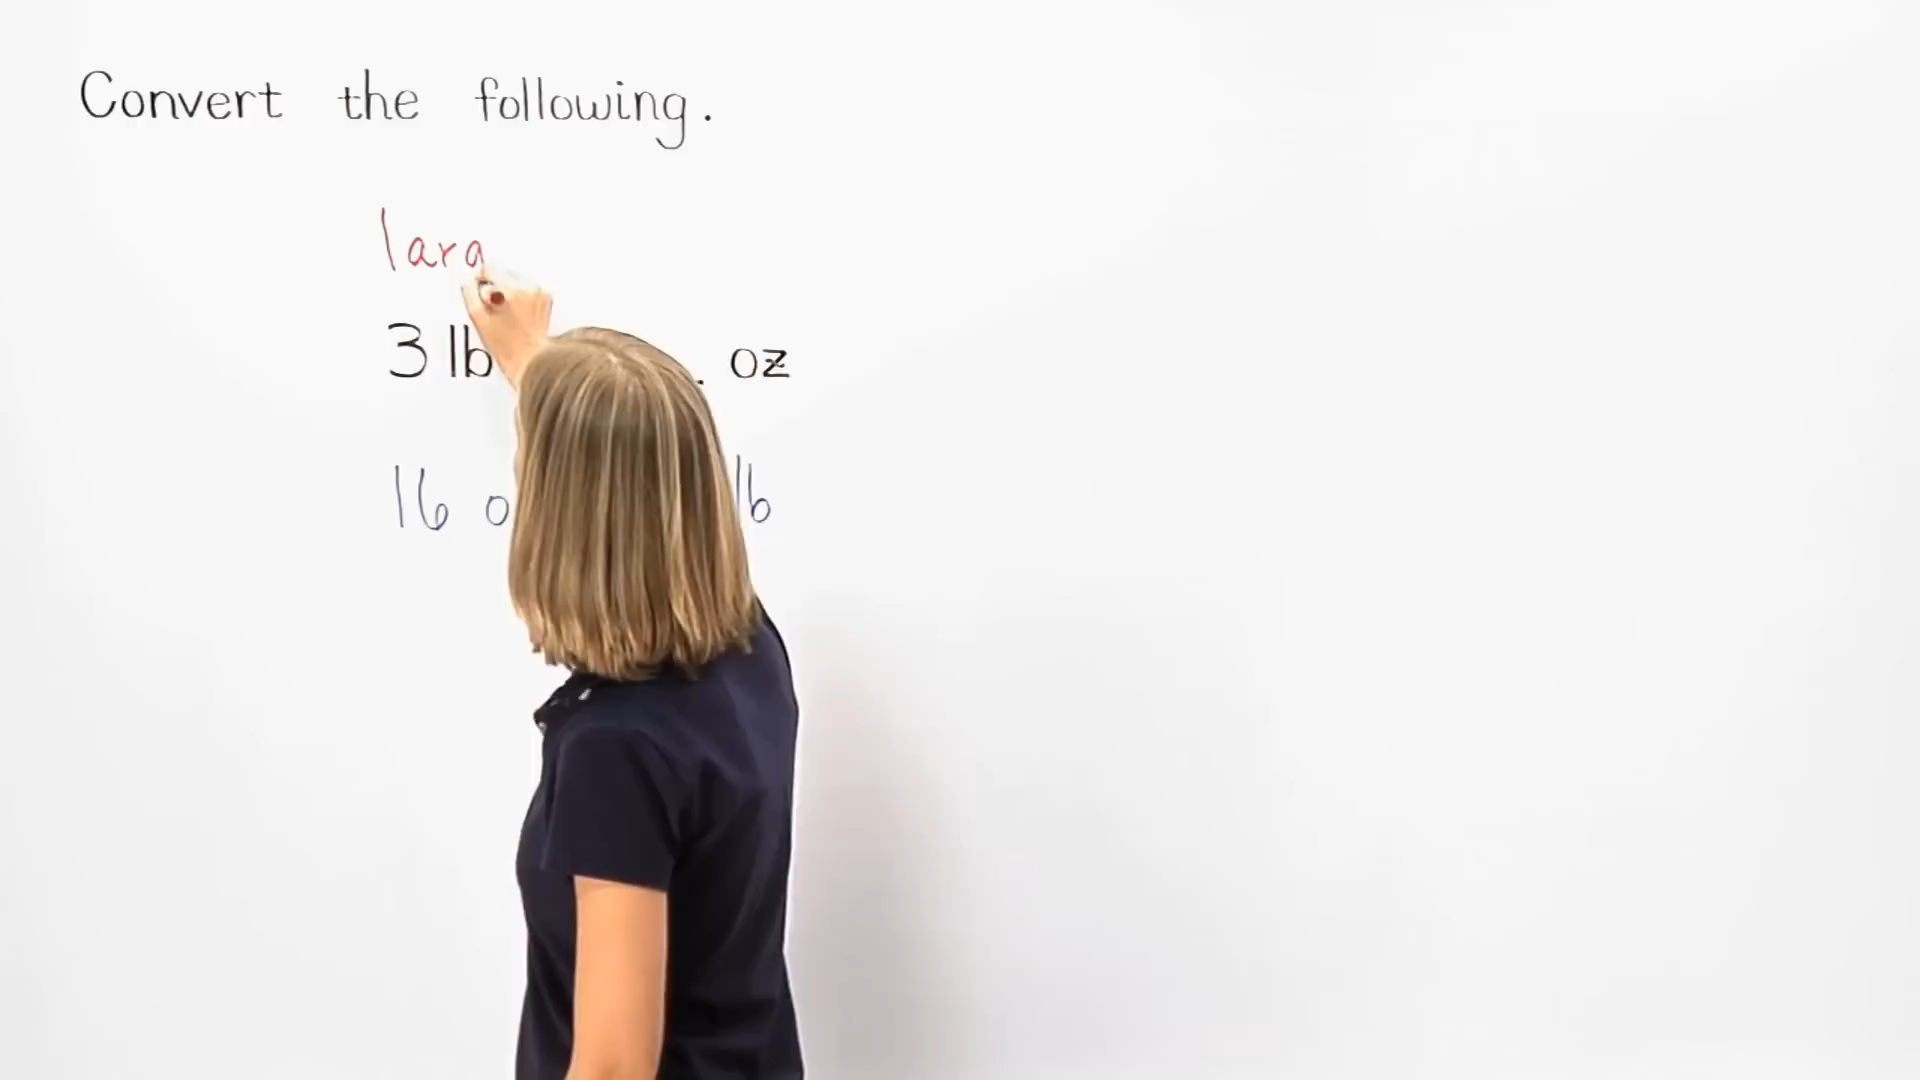 Convert the following.
lara
3 lb oz
16 o lb